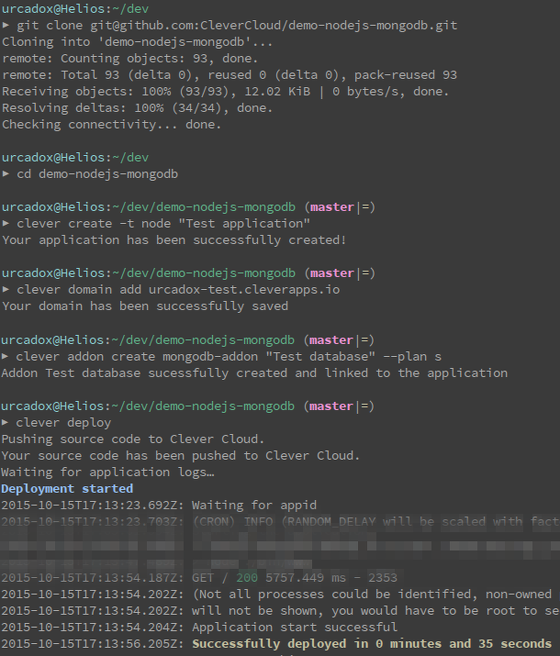 urcadox@Helios:~/dev
▸ git clone git@github.com:CleverCloud/demo-nodejs-mongodb.git
Cloning into 'demo-nodejs-mongodb'...
remote: Counting objects: 93, done.
remote: Total 93 (delta 0), reused 0 (delta 0), pack-reused 93
Receiving objects: 100% (93/93), 12.02 KiB | 0 bytes/s, done.
Resolving deltas: 100% (34/34), done.
Checking connectivity... done.
urcadox@Helios:~/dev
▸ cd demo-nodejs-mongodb
urcadox@Helios:~/dev/demo-nodejs-mongodb (master|=)
▸ clever create -t node "Test application"
Your application has been successfully created!
urcadox@Helios:~/dev/demo-nodejs-mongodb (master|=)
▸ clever domain add urcadox-test.cleverapps.io
Your domain has been successfully saved
urcadox@Helios:~/dev/demo-nodejs-mongodb (master|=)
▸ clever addon create mongodb-addon "Test database" --plan s
Addon Test database sucessfully created and linked to the application
urcadox@Helios:~/dev/demo-nodejs-mongodb (master|=)
▸ clever deploy
Pushing source code to Clever Cloud.
Your source code has been pushed to Clever Cloud.
Waiting for application logs…
Deployment started
2015-10-15T17:13:23.692Z: Waiting for appid
2015-10-15T17:13:23.703Z: (CRON) INFO (RANDOM_DELAY will be scaled with fact
2015-10-15T17:13:54.187Z: GET / 200 5757.449 ms - 2353
2015-10-15T17:13:54.202Z: (Not all processes could be identified, non-owned
2015-10-15T17:13:54.202Z: will not be shown, you would have to be root to se
2015-10-15T17:13:54.204Z: Application start successful
2015-10-15T17:13:56.205Z: Successfully deployed in 0 minutes and 35 seconds